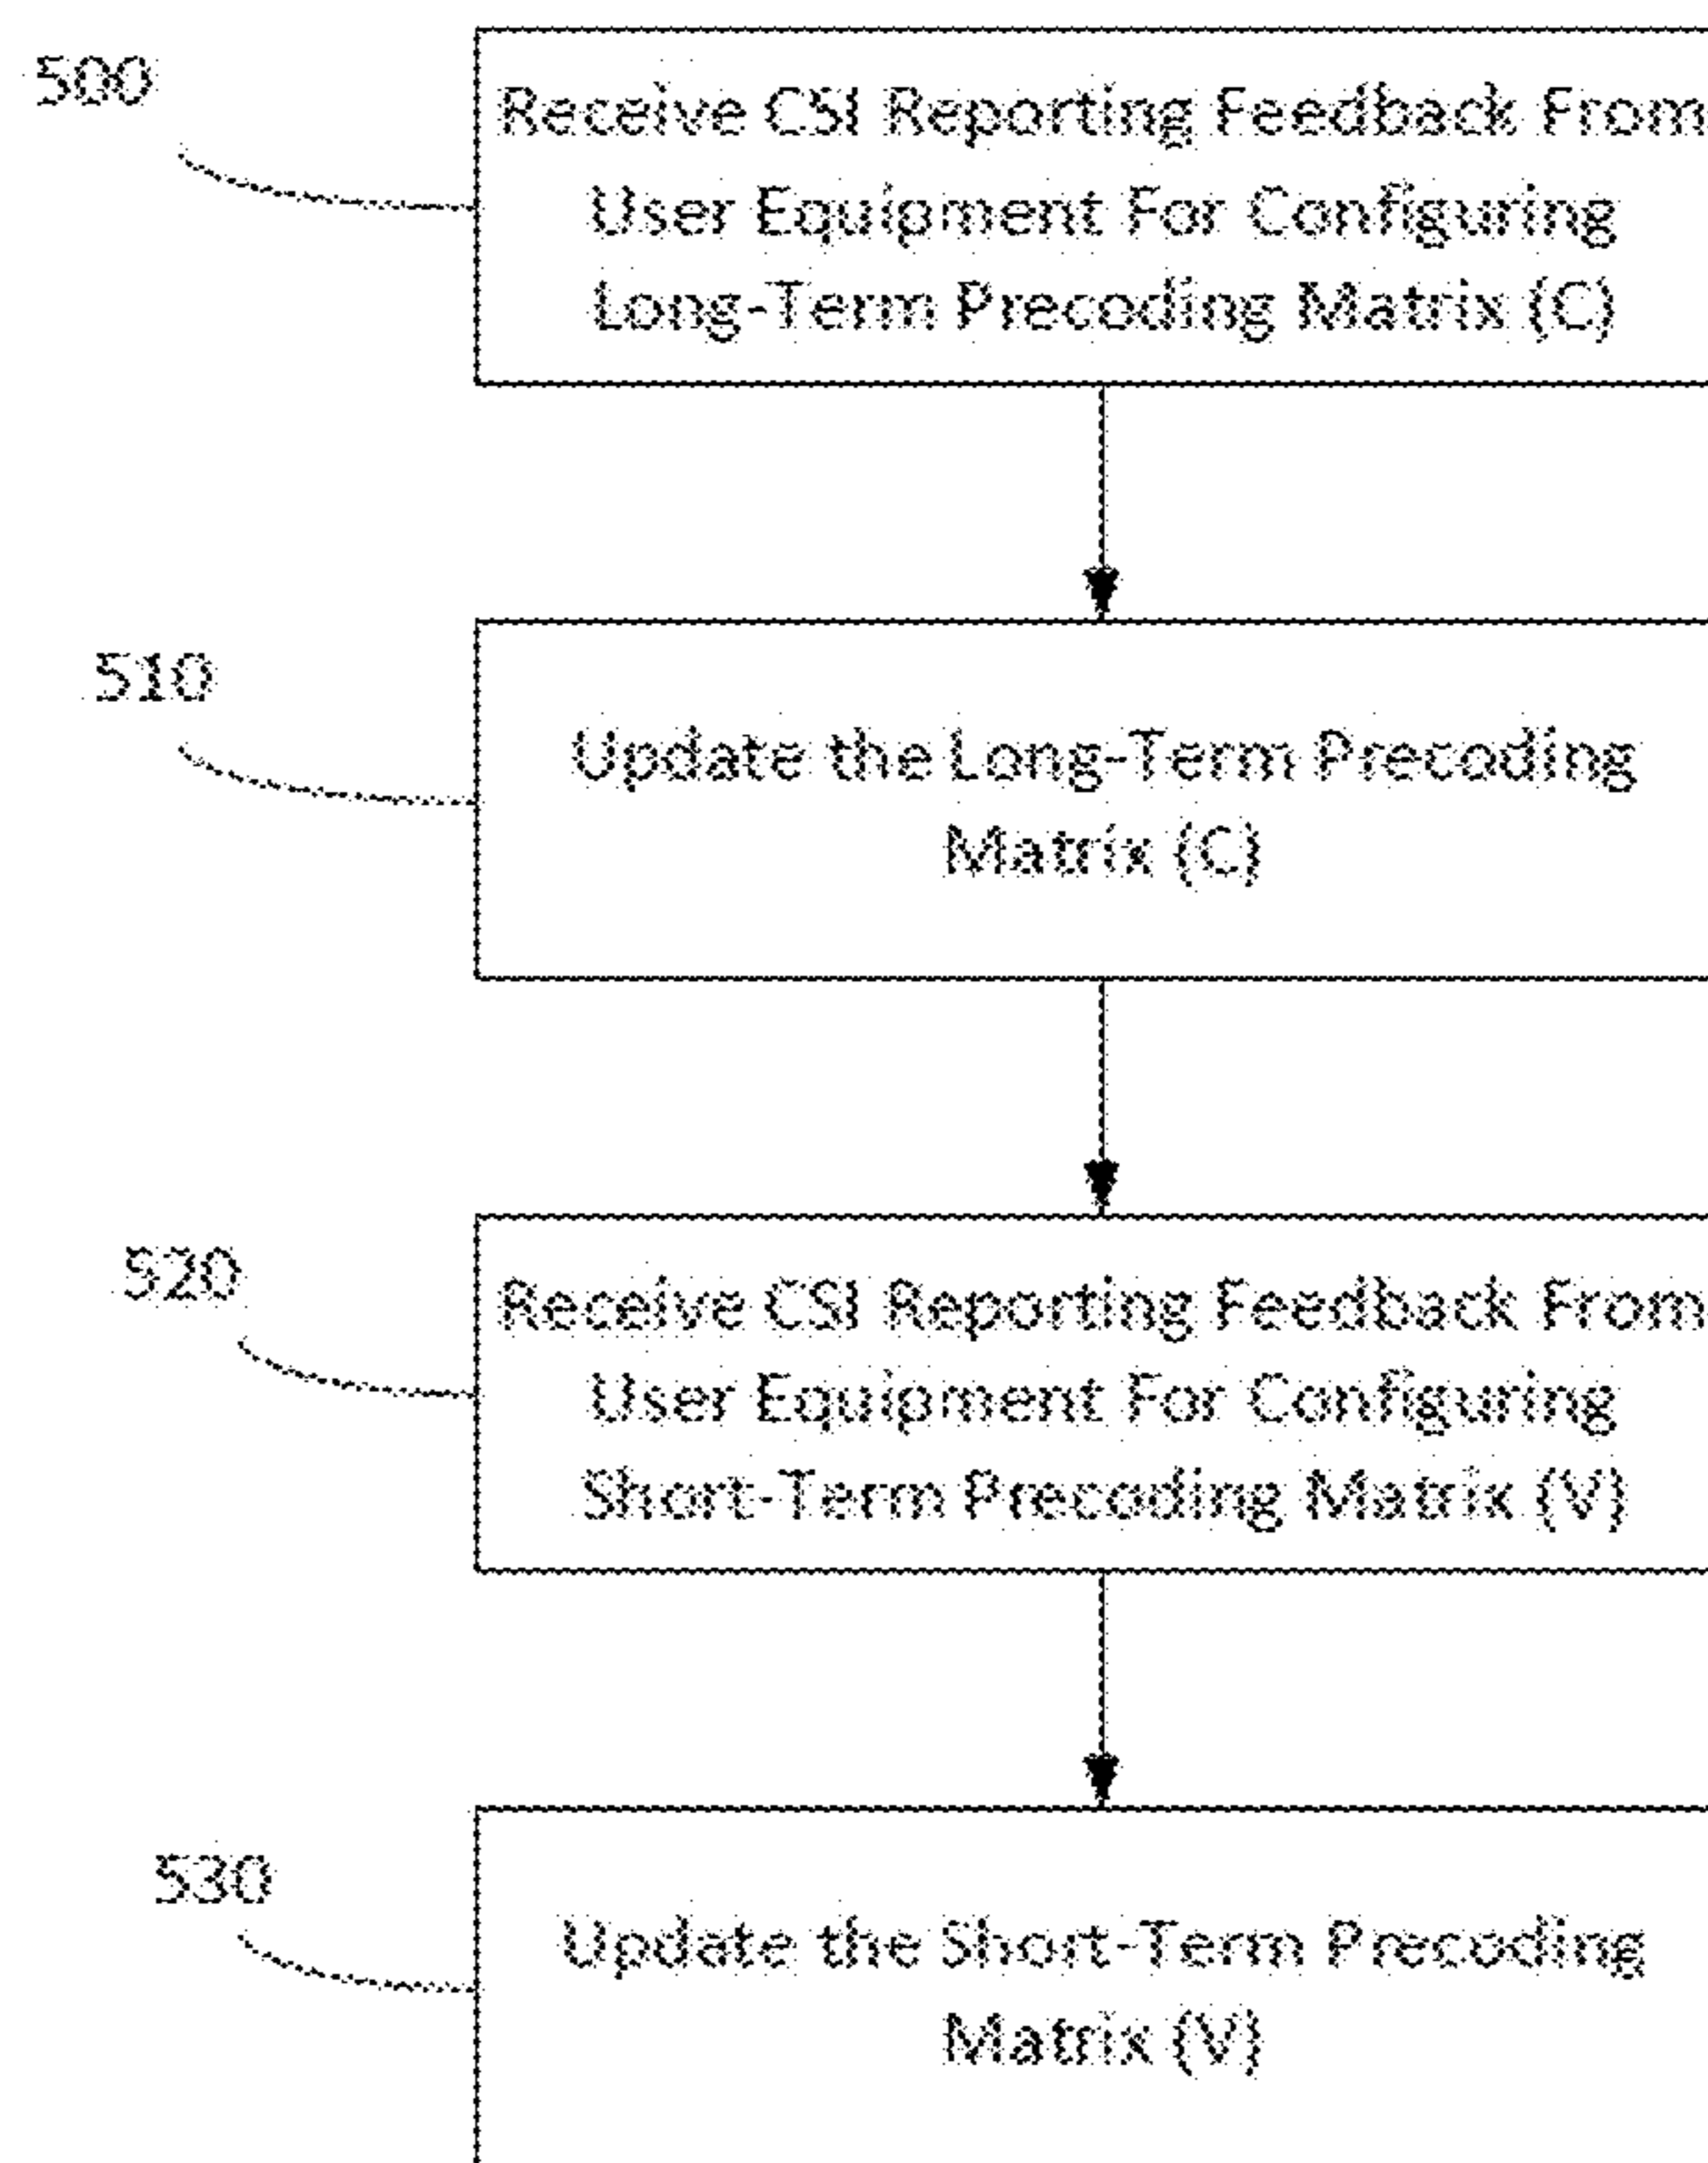 500
Receive CSI Reporting Feedback From
User Equipment For Configuring
Long-Term Precoding Matrix (C)
510
Update the Long-Term Precoding
Matrix (C)
520
Receive CSI Reporting Feedback From
User Equipment For Configuring
Short-Term Precoding Matrix (V)
530
Update the Short-Term Precoding
Matrix (V)